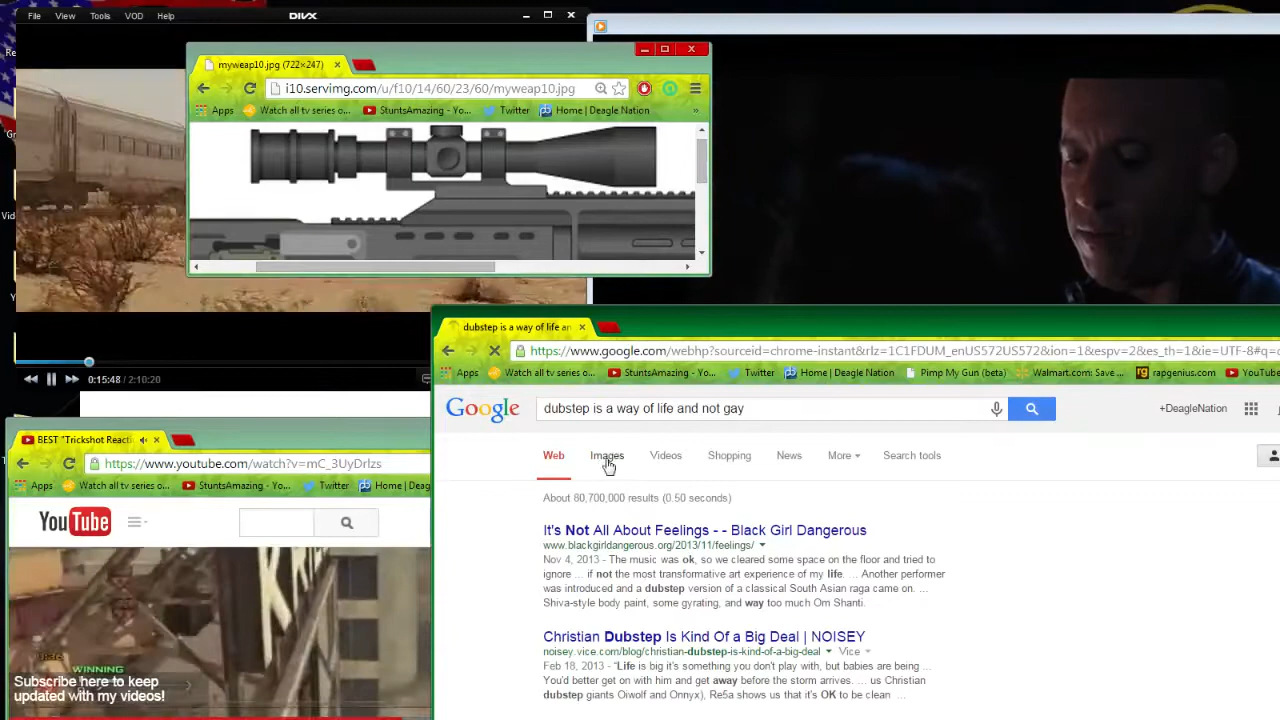 File View Tools VOD Help DIVX
myweap10.jpg (722×247)
i10.servimg.com/u/f10/14/60/23/60/myweap10.jpg
Apps Watch all tv series o... StuntsAmazing - Yo... Twitter Home | Deagle Nation »
0:15:48 / 2:10:20
dubstep is a way of life an
https://www.google.com/webhp?sourceid=chrome-instant&rlz=1C1FDUM_enUS572US572&ion=1&espv=2&es_th=1&ie=UTF-8#q=
Apps Watch all tv series o... StuntsAmazing - Yo... Twitter Home | Deagle Nation Pimp My Gun (beta) Walmart.com: Save ... rapgenius.com YouTube
Google dubstep is a way of life and not gay +DeagleNation
Web Images Videos Shopping News More Search tools
About 80,700,000 results (0.50 seconds)
It's Not All About Feelings - - Black Girl Dangerous
www.blackgirldangerous.org/2013/11/feelings/
Nov 4, 2013 - The music was ok, so we cleared some space on the floor and tried to
ignore ... if not the most transformative art experience of my life. ... Another performer
was introduced and a dubstep version of a classical South Asian raga came on. ...
Shiva-style body paint, some gyrating, and way too much Om Shanti.
Christian Dubstep Is Kind Of a Big Deal | NOISEY
noisey.vice.com/blog/christian-dubstep-is-kind-of-a-big-deal Vice
Feb 18, 2013 - "Life is big it's something you don't play with, but babies are being ...
You'd better get on with him and get away before the storm arrives. ... us Christian
dubstep giants Oiwolf and Onnyx), Re5a shows us that it's OK to be clean ...
BEST "Trickshot Reacti
https://www.youtube.com/watch?v=mC_3UyDrlzs
Apps Watch all tv series o... StuntsAmazing - Yo... Twitter Home | Deag
YouTube
WINNING
Subscribe here to keep
updated with my videos!